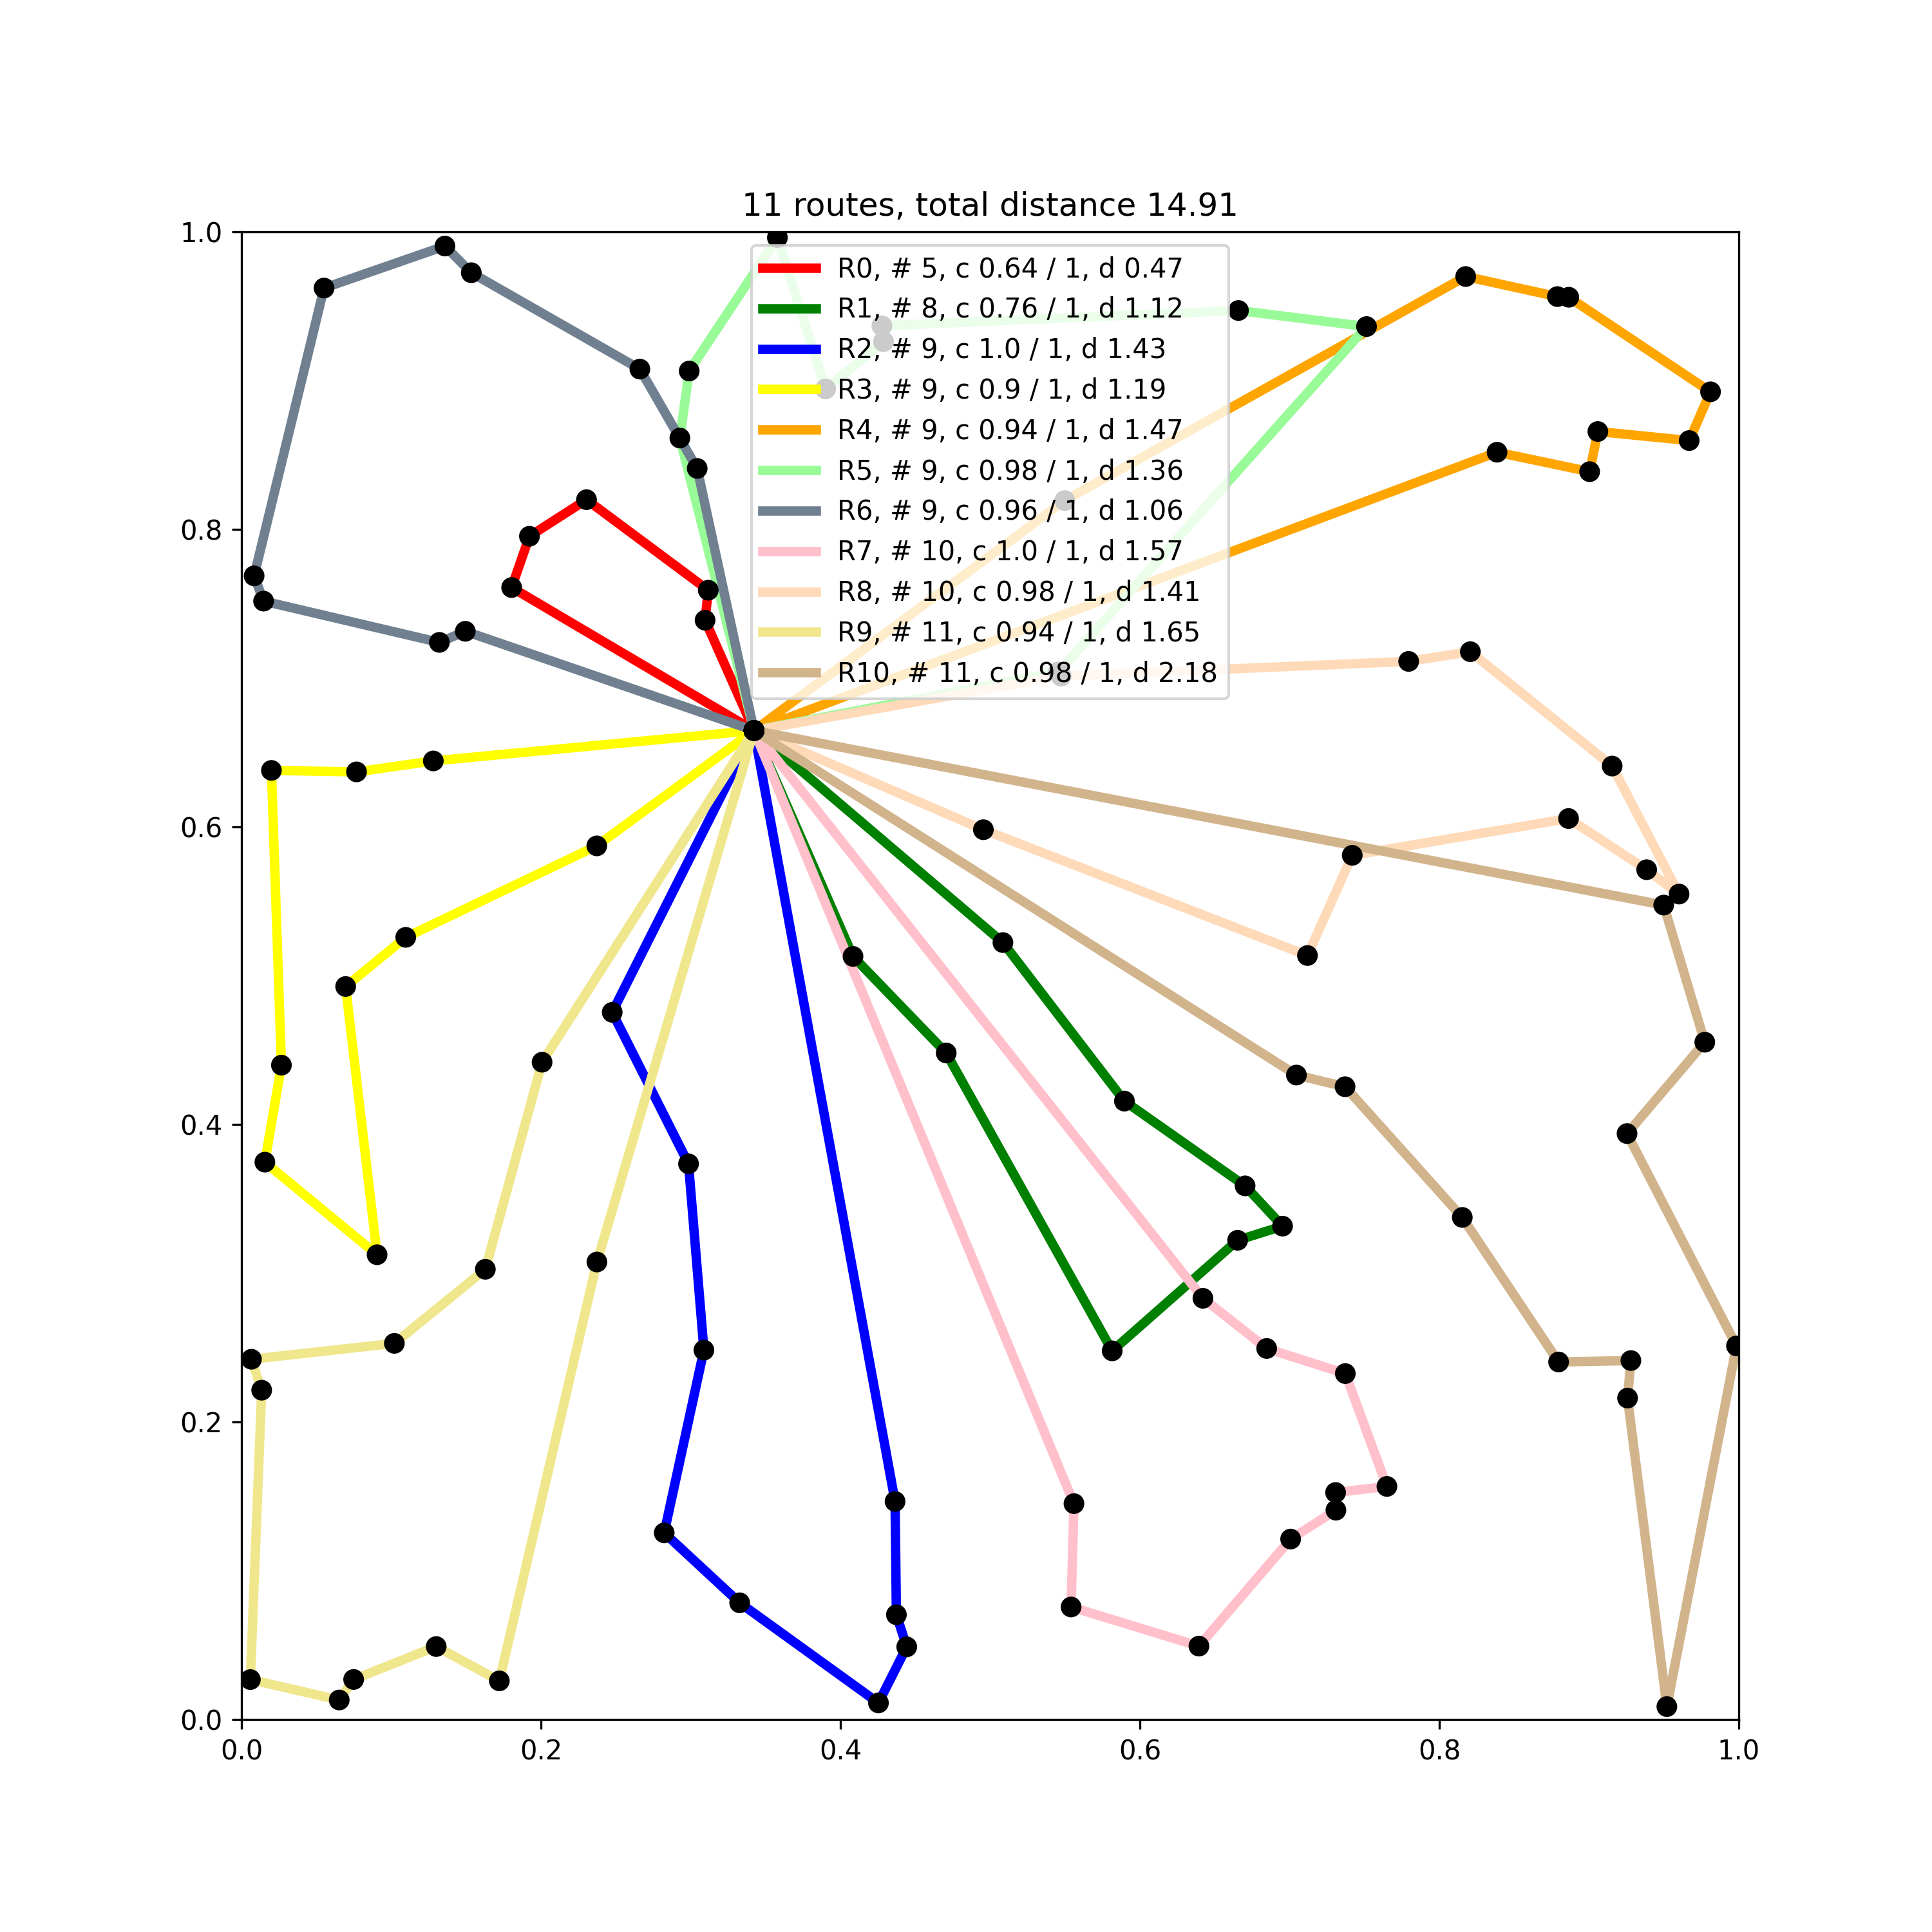 11 routes, total distance 14.91
1.0
R0, # 5, c 0.64 / 1, d 0.47
R1, # 8, c 0.76 / 1, d 1.12
R2, # 9, c 1.0 / 1, d 1.43
R3, # 9, c 0.9 / 1, d 1.19
R4, # 9, c 0.94 / 1, d 1.47
R5, # 9, c 0.98 / 1, d 1.36
R6, # 9, c 0.96 / 1, d 1.06
R7, # 10, c 1.0 / 1, d 1.57
R8, # 10, c 0.98 / 1, d 1.41
R9, # 11, c 0.94 / 1, d 1.65
R10, # 11, c 0.98 / 1, d 2.18
0.8
0.6
0.4
0.2
0.0
0.0 0.2 0.4 0.6 0.8 1.0